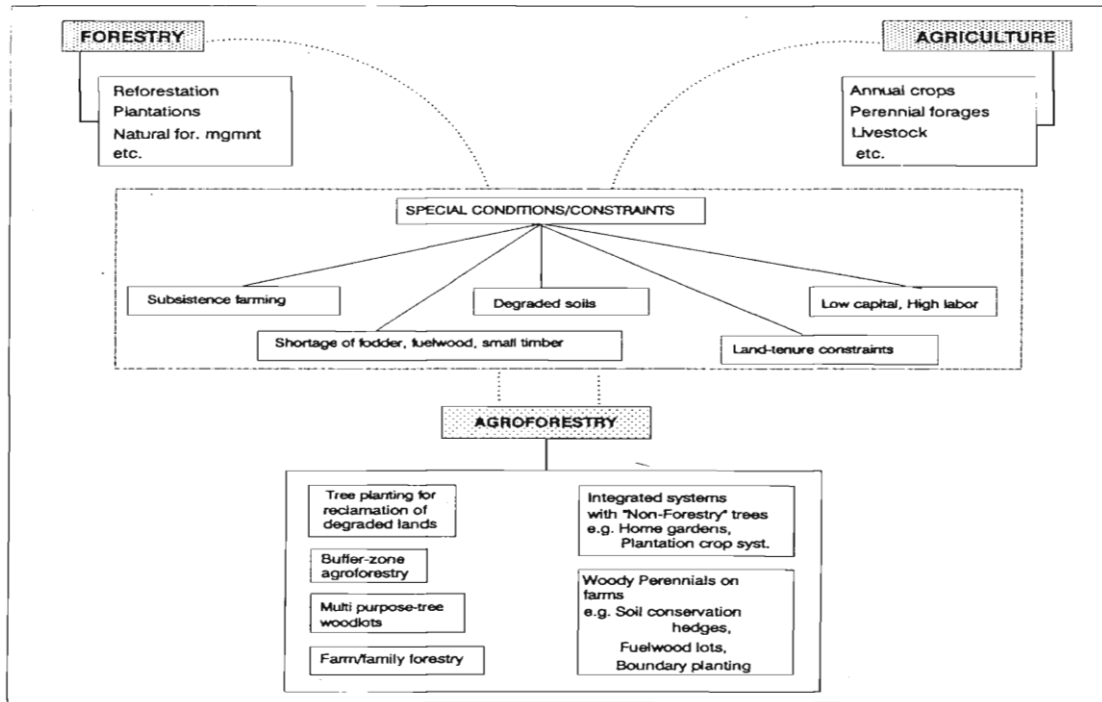 FORESTRY
Reforestation
Plantations
Natural for. mgmnt
etc.
AGRICULTURE
Annual crops
Perennial forages
Livestock
etc.
SPECIAL CONDITIONS/CONSTRAINTS
Subsistence farming
Degraded soils
Low capital, High labor
Shortage of fodder, fuelwood, small timber
Land-tenure constraints
AGROFORESTRY
Tree planting for
reclamation of
degraded lands
Buffer-zone
agroforestry
Multi purpose-tree
woodlots
Farm/family forestry
Integrated systems
with "Non-Forestry" trees
e.g. Home gardens,
Plantation crop syst.
Woody Perennials on
farms
e.g. Soil conservation
hedges,
Fuelwood lots,
Boundary planting